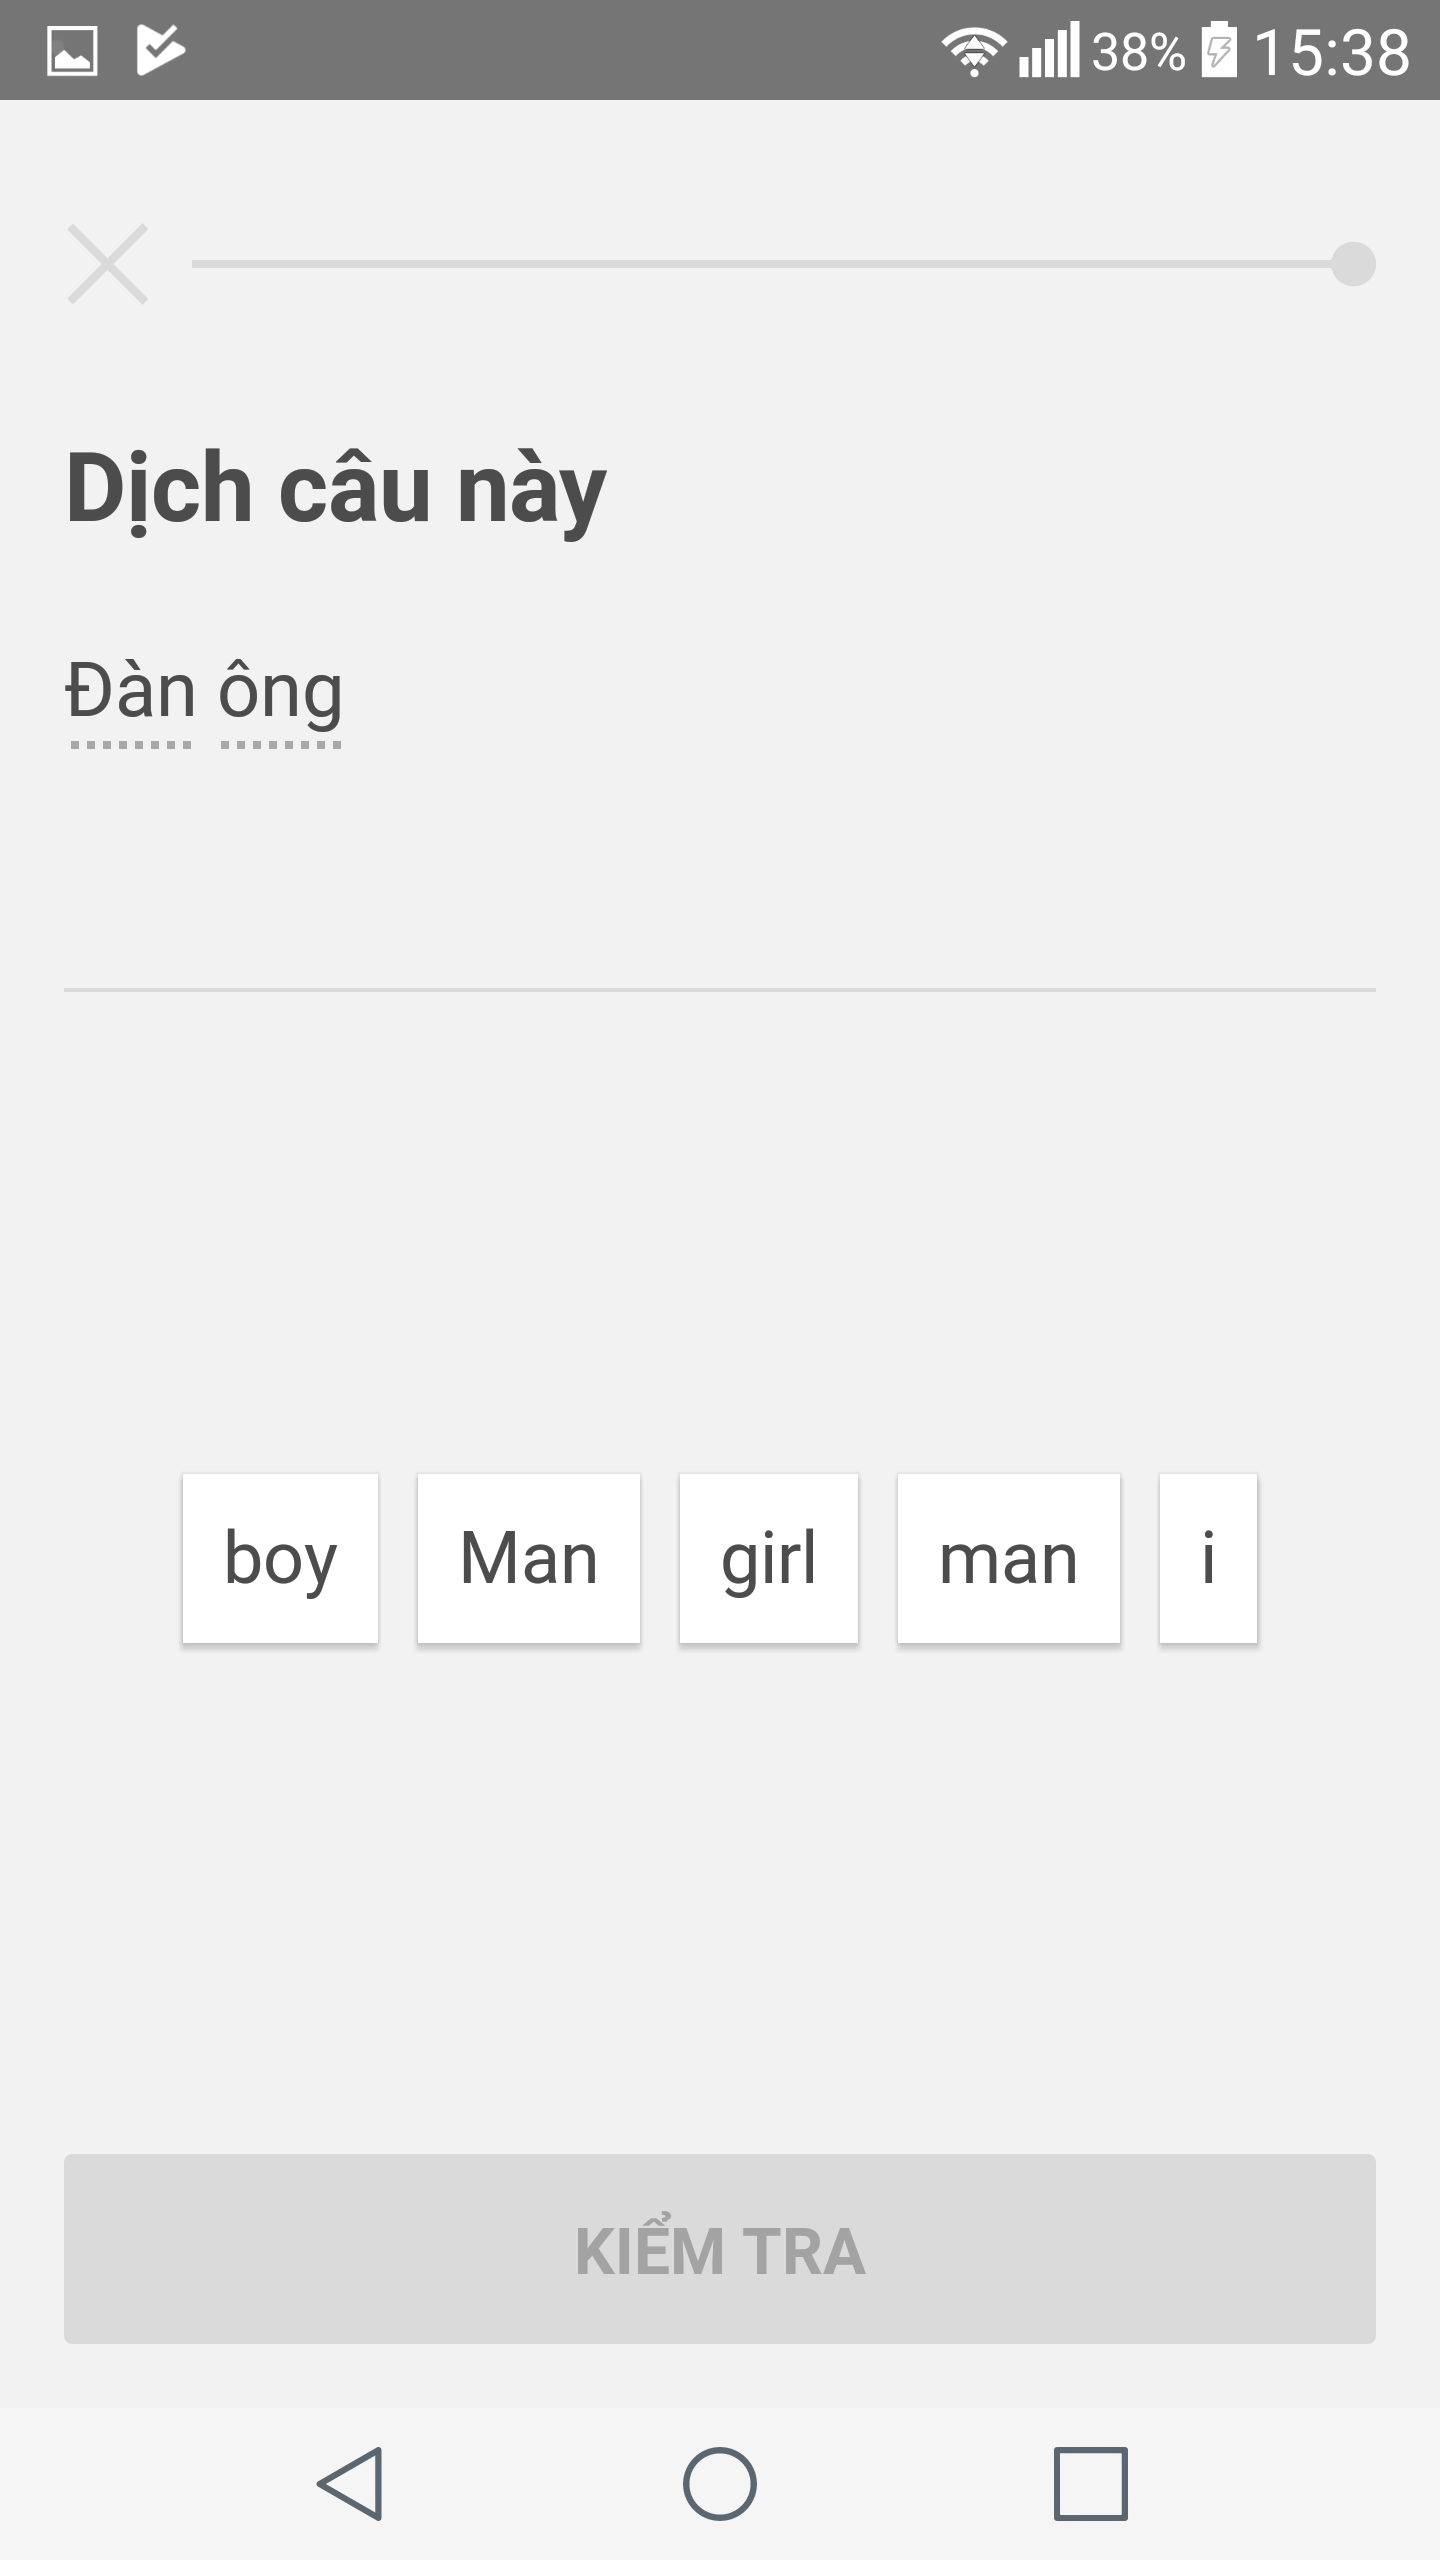 38% 15:38
Dịch câu này
Đàn ông
boy Man girl man i
KIỂM TRA